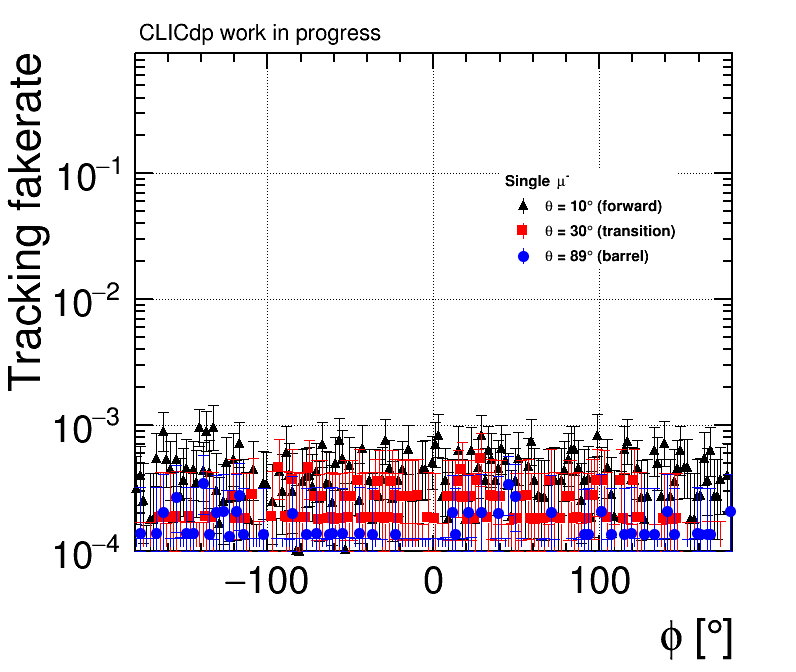 CLICdp work in progress
Tracking fakerate
10⁻¹
10⁻²
10⁻³
10⁻⁴
Single μ⁻
θ = 10° (forward)
θ = 30° (transition)
θ = 89° (barrel)
−100 0 100
ϕ [°]